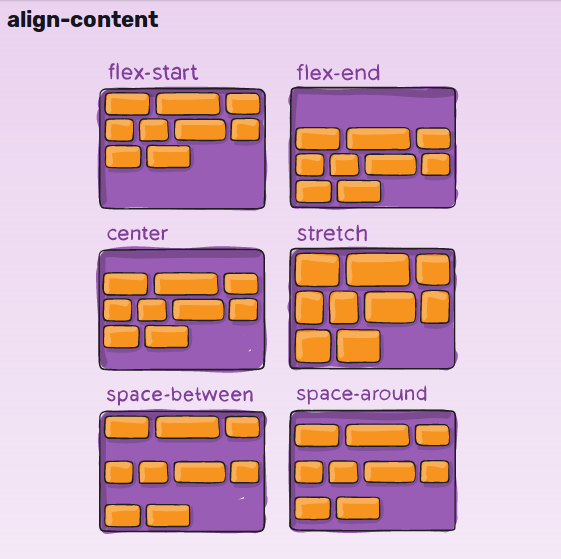 align-content
flex-start
flex-end
center
stretch
space-between
space-around